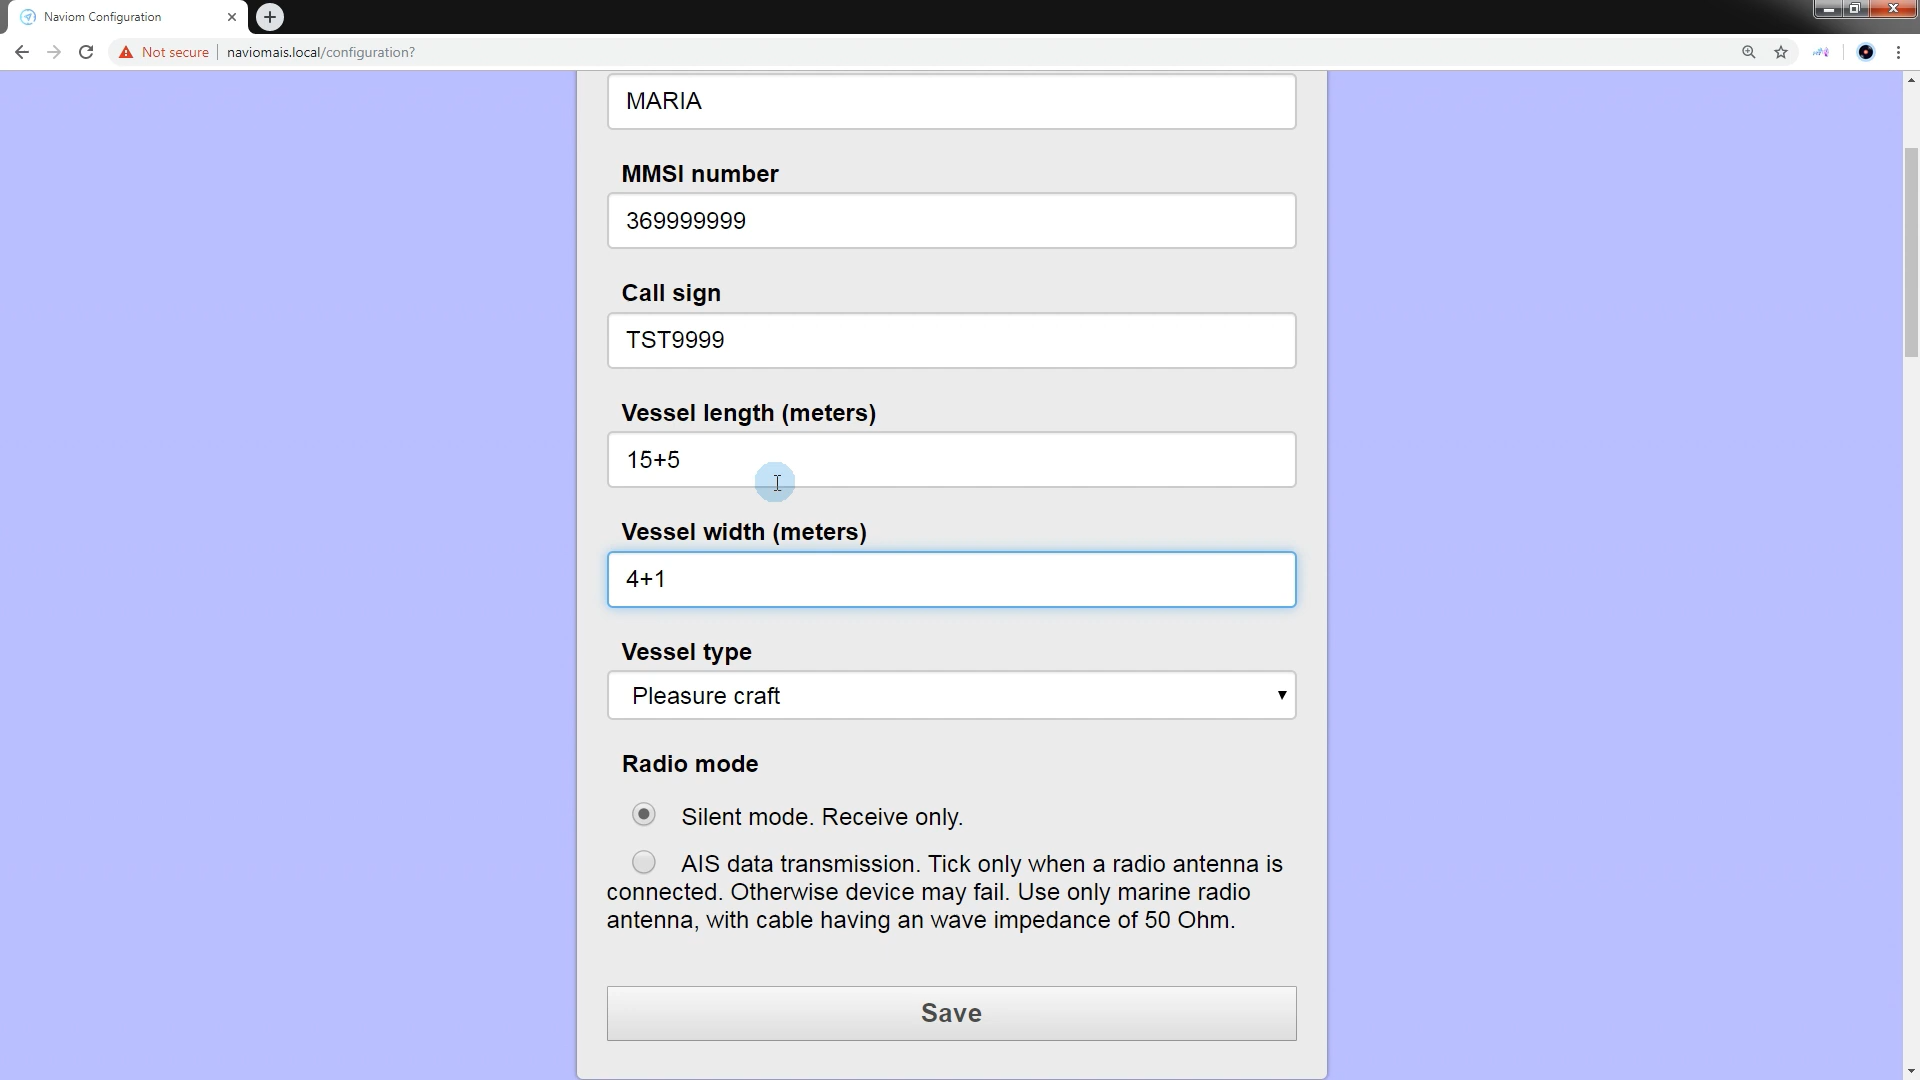 Naviom Configuration
Not secure
naviomais.local/configuration?
MARIA
MMSI number
369999999
Call sign
TST9999
Vessel length (meters)
15+5
Vessel width (meters)
4+1
Vessel type
Pleasure craft
Radio mode
Silent mode. Receive only.
AIS data transmission. Tick only when a radio antenna is
connected. Otherwise device may fail. Use only marine radio
antenna, with cable having an wave impedance of 50 Ohm.
Save